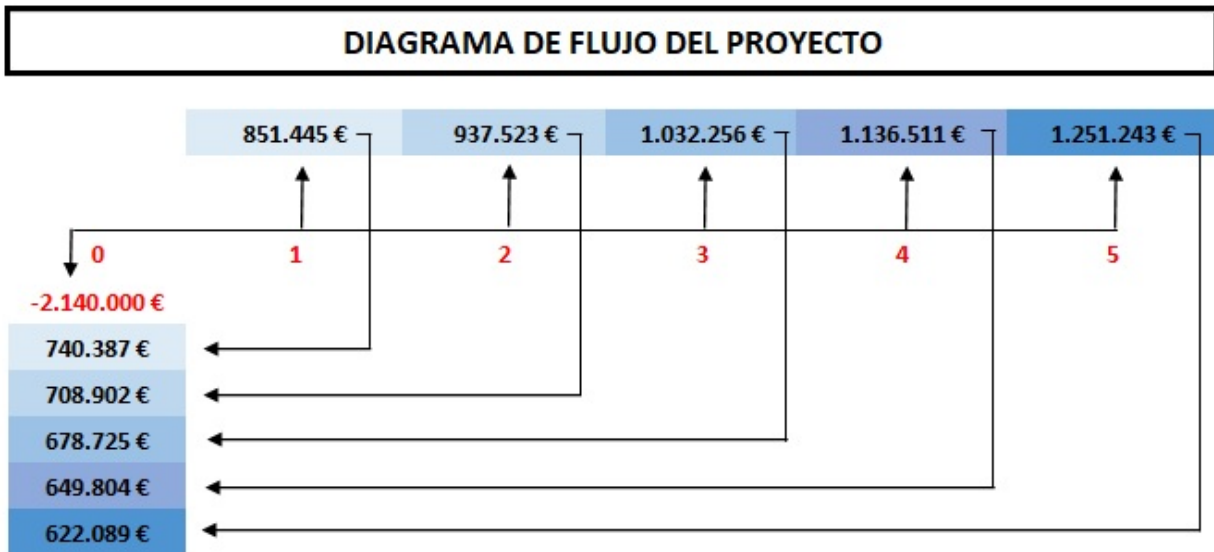 DIAGRAMA DE FLUJO DEL PROYECTO
851.445 € 937.523 € 1.032.256 € 1.136.511 € 1.251.243 €
0 1 2 3 4 5
-2.140.000 €
740.387 €
708.902 €
678.725 €
649.804 €
622.089 €